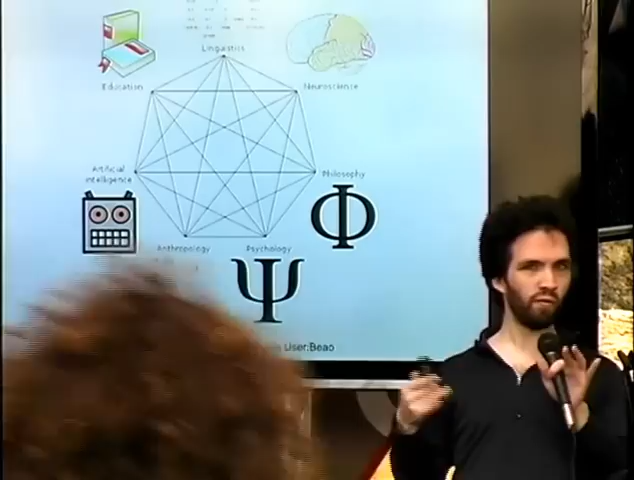 Linguistics
Education
Neuroscience
Artificial
Intelligence
Philosophy
Anthropology
Psychology
Φ
Ψ
User:Beao